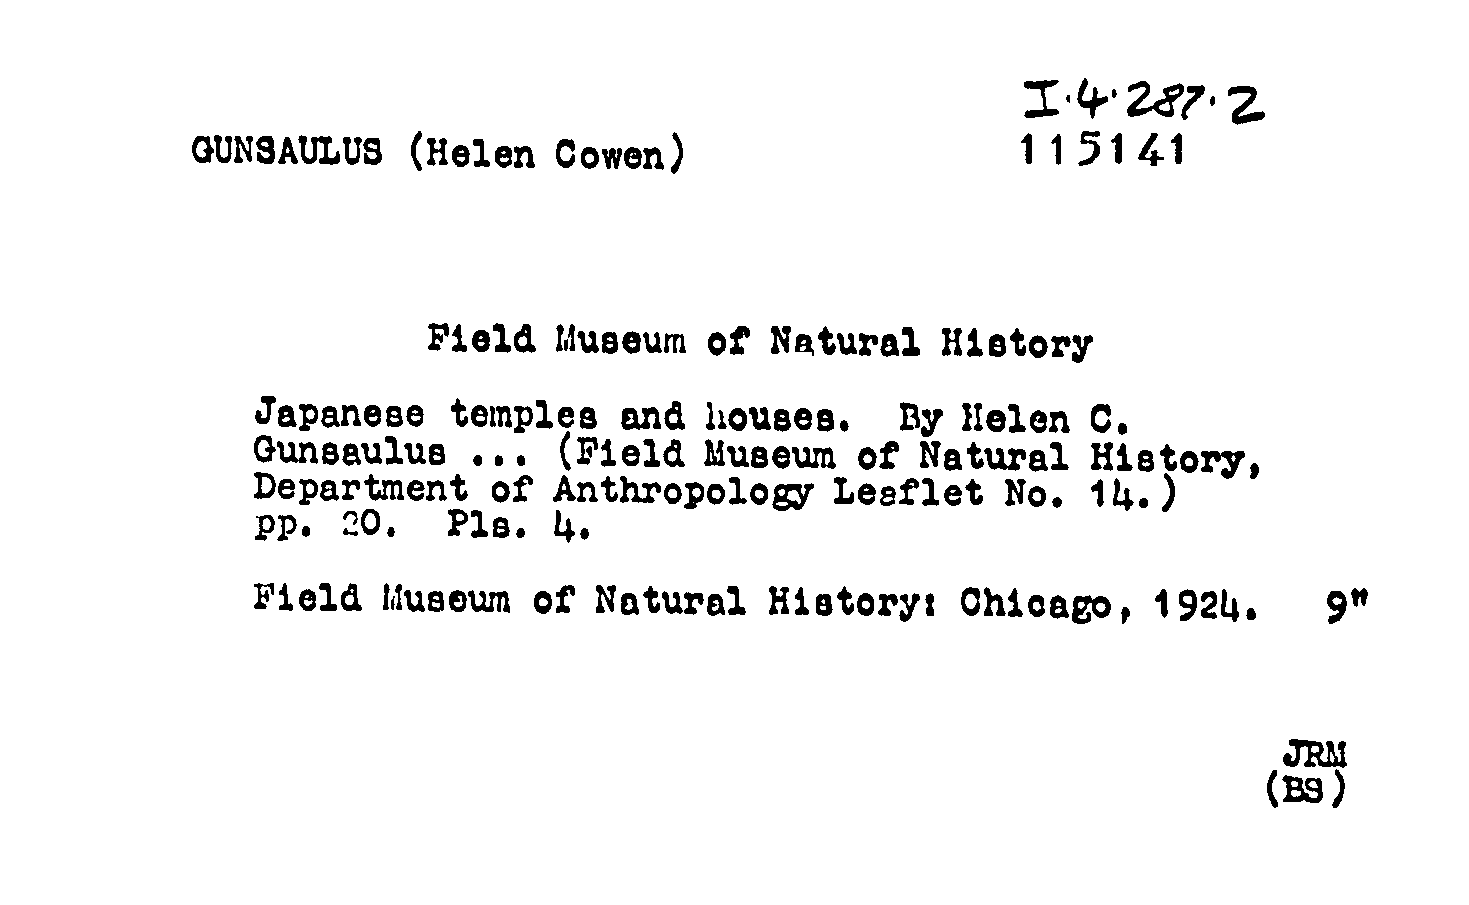 I.4.287.2
GUNSAULUS (Helen Cowen) 115141
Field Museum of Natural History
Japanese temples and houses. By Helen C.
Gunsaulus ... (Field Museum of Natural History,
Department of Anthropology Leaflet No. 14.)
pp. 20. Pls. 4.
Field Museum of Natural History: Chicago, 1924. 9"
JRM
(BS)